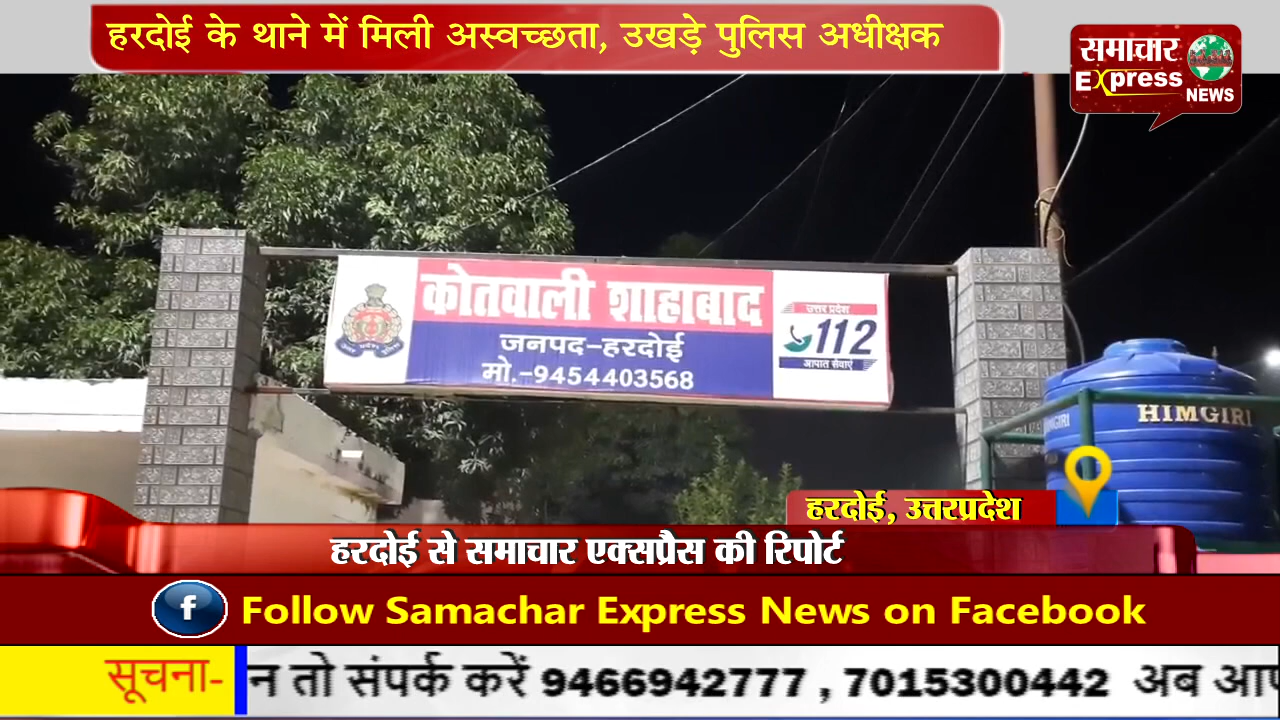 हरदोई के थाने में मिली अस्वच्छता, उखड़े पुलिस अधीक्षक
समाचार
Express
NEWS
कोतवाली शाहाबाद
जनपद-हरदोई
मो.-9454403568
उत्तर प्रदेश
112
आपात सेवाएं
HIMGIRI
हरदोई, उत्तरप्रदेश
हरदोई से समाचार एक्सप्रैस की रिपोर्ट
f Follow Samachar Express News on Facebook
सूचना- न तो संपर्क करें 9466942777 , 7015300442 अब आप